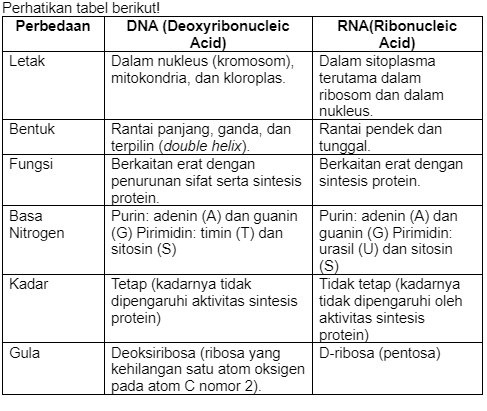 Perhatikan tabel berikut!
Perbedaan
DNA (Deoxyribonucleic
Acid)
RNA(Ribonucleic
Acid)
Letak
Dalam nukleus (kromosom),
mitokondria, dan kloroplas.
Dalam sitoplasma
terutama dalam
ribosom dan dalam
nukleus.
Bentuk
Rantai panjang, ganda, dan
terpilin (double helix).
Rantai pendek dan
tunggal.
Fungsi
Berkaitan erat dengan
penurunan sifat serta sintesis
protein.
Berkaitan erat dengan
sintesis protein.
Basa
Nitrogen
Purin: adenin (A) dan guanin
(G) Pirimidin: timin (T) dan
sitosin (S)
Purin: adenin (A) dan
guanin (G) Pirimidin:
urasil (U) dan sitosin
(S)
Kadar
Tetap (kadarnya tidak
dipengaruhi aktivitas sintesis
protein)
Tidak tetap (kadarnya
tidak dipengaruhi oleh
aktivitas sintesis
protein)
Gula
Deoksiribosa (ribosa yang
kehilangan satu atom oksigen
pada atom C nomor 2).
D-ribosa (pentosa)